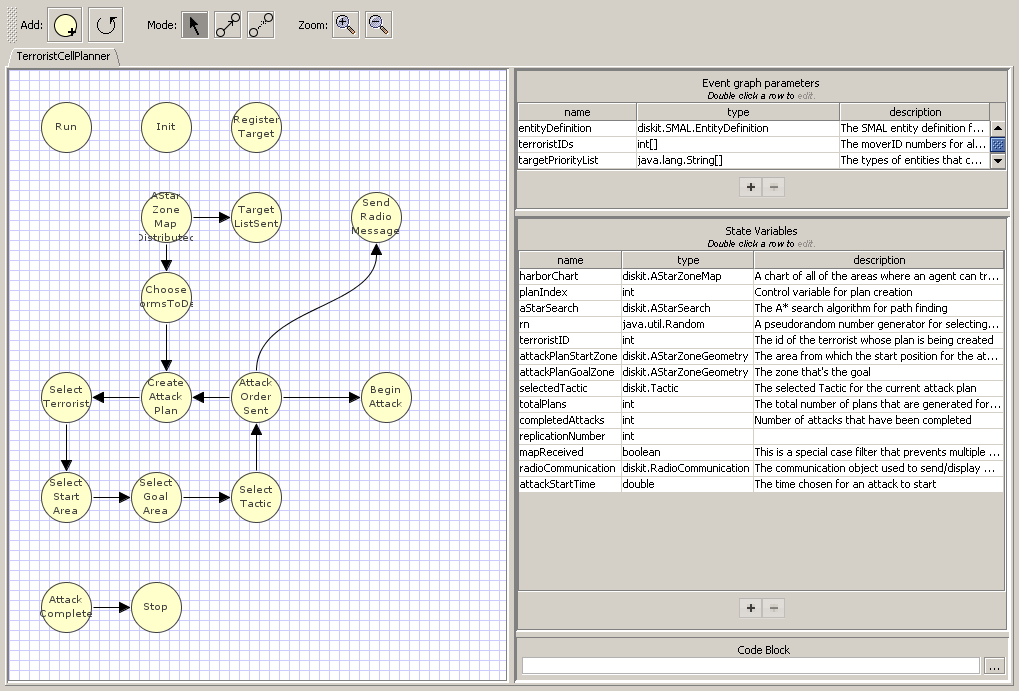 Add:
Mode:
Zoom:
TerroristCellPlanner
Run
Init
Register
Target
AStar
Zone
Map
Distributed
Target
ListSent
Send
Radio
Message
Choose
ormsToDe
Select
Terrorist
Create
Attack
Plan
Attack
Order
Sent
Begin
Attack
Select
Start
Area
Select
Goal
Area
Select
Tactic
Attack
Complete
Stop
Event graph parameters
Double click a row to edit.
name type description
entityDefinition diskit.SMAL.EntityDefinition The SMAL entity definition f...
terroristIDs int[] The moverID numbers for al...
targetPriorityList java.lang.String[] The types of entities that c...
+ −
State Variables
Double click a row to edit.
name type description
harborChart diskit.AStarZoneMap A chart of all of the areas where an agent can tr...
planIndex int Control variable for plan creation
aStarSearch diskit.AStarSearch The A* search algorithm for path finding
rn java.util.Random A pseudorandom number generator for selecting...
terroristID int The id of the terrorist whose plan is being created
attackPlanStartZone diskit.AStarZoneGeometry The area from which the start position for the at...
attackPlanGoalZone diskit.AStarZoneGeometry The zone that's the goal
selectedTactic diskit.Tactic The selected Tactic for the current attack plan
totalPlans int The total number of plans that are generated for...
completedAttacks int Number of attacks that have been completed
replicationNumber int
mapReceived boolean This is a special case filter that prevents multiple ...
radioCommunication diskit.RadioCommunication The communication object used to send/display ...
attackStartTime double The time chosen for an attack to start
+ −
Code Block
...